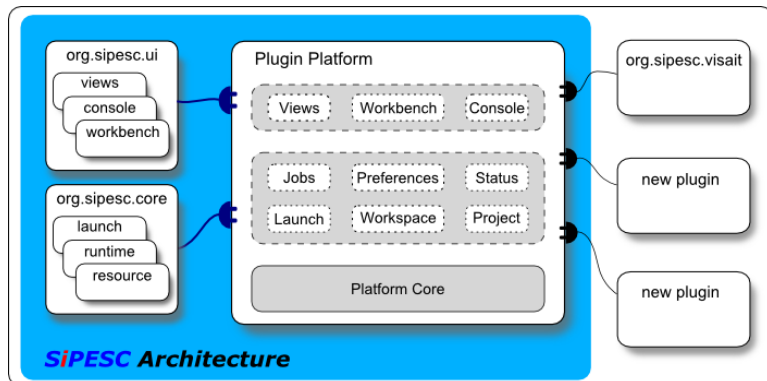 org.sipesc.ui
views
console
workbench
org.sipesc.core
launch
runtime
resource
Plugin Platform
Views Workbench Console
Jobs Preferences Status
Launch Workspace Project
Platform Core
org.sipesc.visait
new plugin
new plugin
SiPESC Architecture